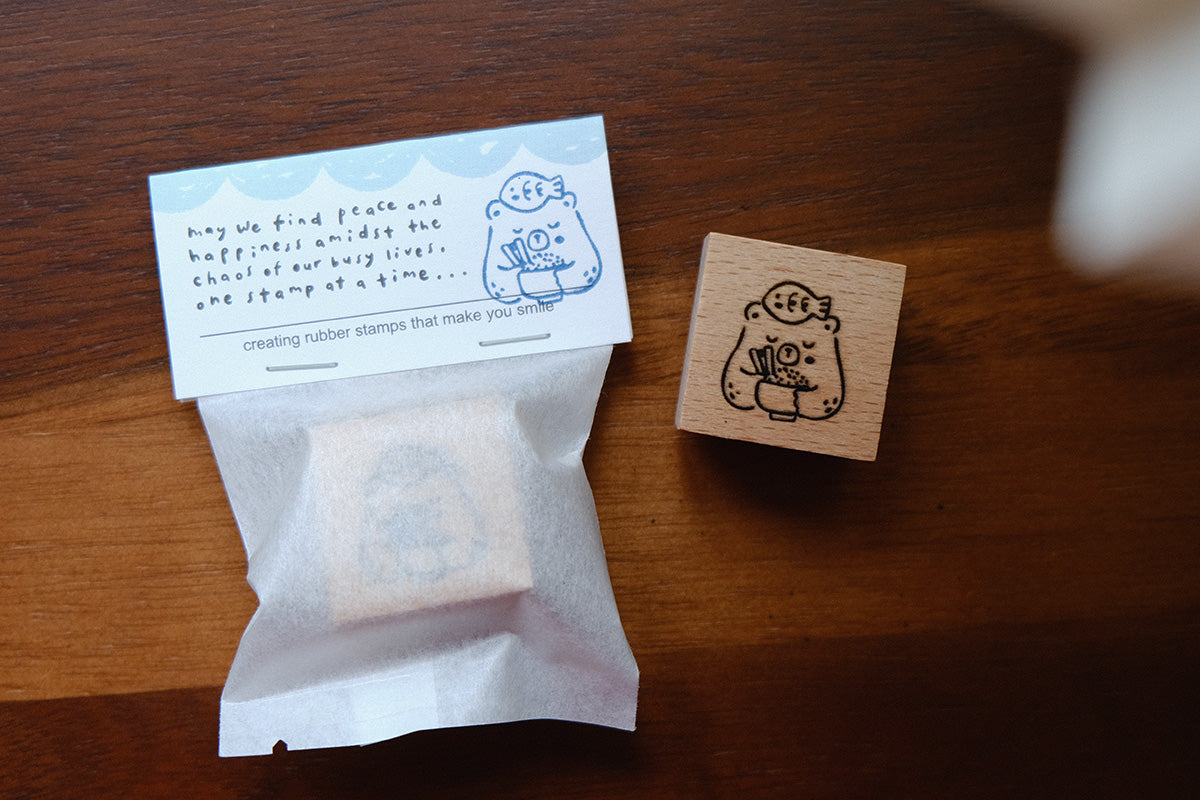 may we find peace and
happiness amidst the
chaos of our busy lives.
one stamp at a time...
creating rubber stamps that make you smile